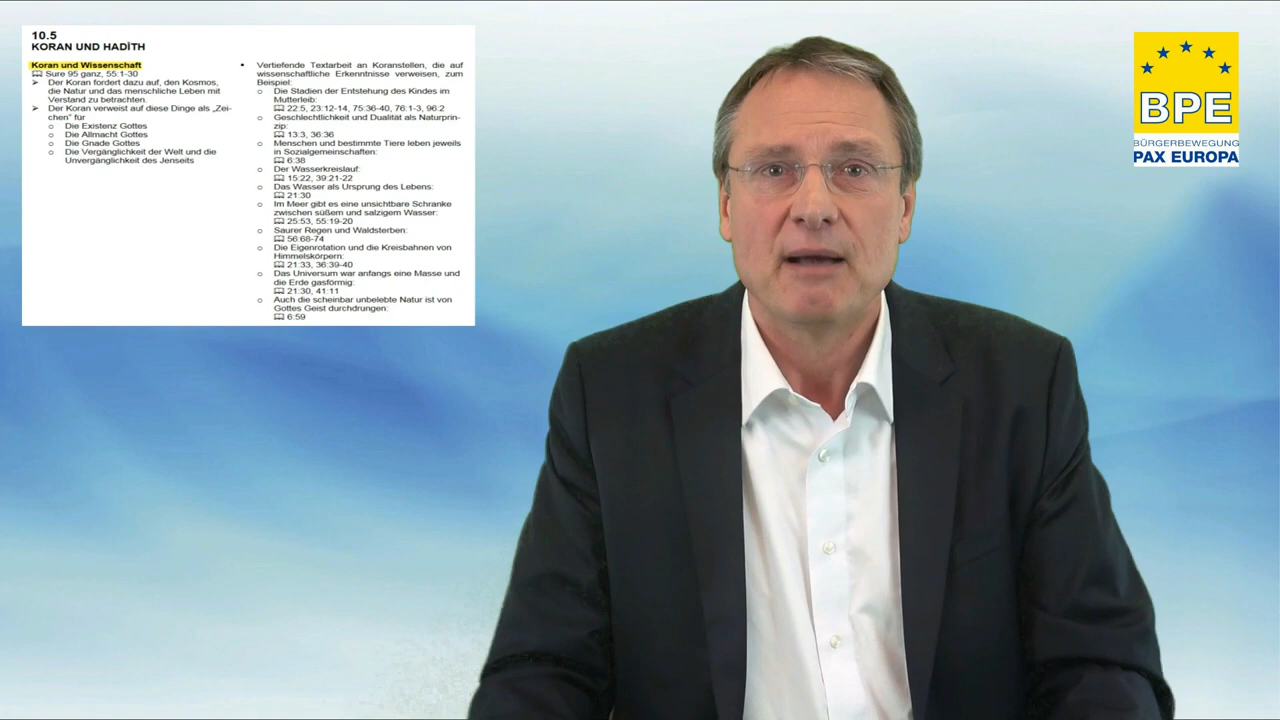 10.5
KORAN UND HADĪTH
Koran und Wissenschaft
Sure 95 ganz, 55:1-30
➢ Der Koran fordert dazu auf, den Kosmos,
die Natur und das menschliche Leben mit
Verstand zu betrachten.
➢ Der Koran verweist auf diese Dinge als „Zei-
chen" für
o Die Existenz Gottes
o Die Allmacht Gottes
o Die Gnade Gottes
o Die Vergänglichkeit der Welt und die
Unvergänglichkeit des Jenseits
• Vertiefende Textarbeit an Koranstellen, die auf
wissenschaftliche Erkenntnisse verweisen, zum
Beispiel:
o Die Stadien der Entstehung des Kindes im
Mutterleib:
22:5, 23:12-14, 75:36-40, 76:1-3, 96:2
o Geschlechtlichkeit und Dualität als Naturprin-
zip:
13:3, 36:36
o Menschen und bestimmte Tiere leben jeweils
in Sozialgemeinschaften:
6:38
o Der Wasserkreislauf:
15:22, 39:21-22
o Das Wasser als Ursprung des Lebens:
21:30
o Im Meer gibt es eine unsichtbare Schranke
zwischen süßem und salzigem Wasser:
25:53, 55:19-20
o Saurer Regen und Waldsterben:
56:68-74
o Die Eigenrotation und die Kreisbahnen von
Himmelskörpern:
21:33, 36:39-40
o Das Universum war anfangs eine Masse und
die Erde gasförmig:
21:30, 41:11
o Auch die scheinbar unbelebte Natur ist von
Gottes Geist durchdrungen:
6:59
BPE
BÜRGERBEWEGUNG
PAX EUROPA